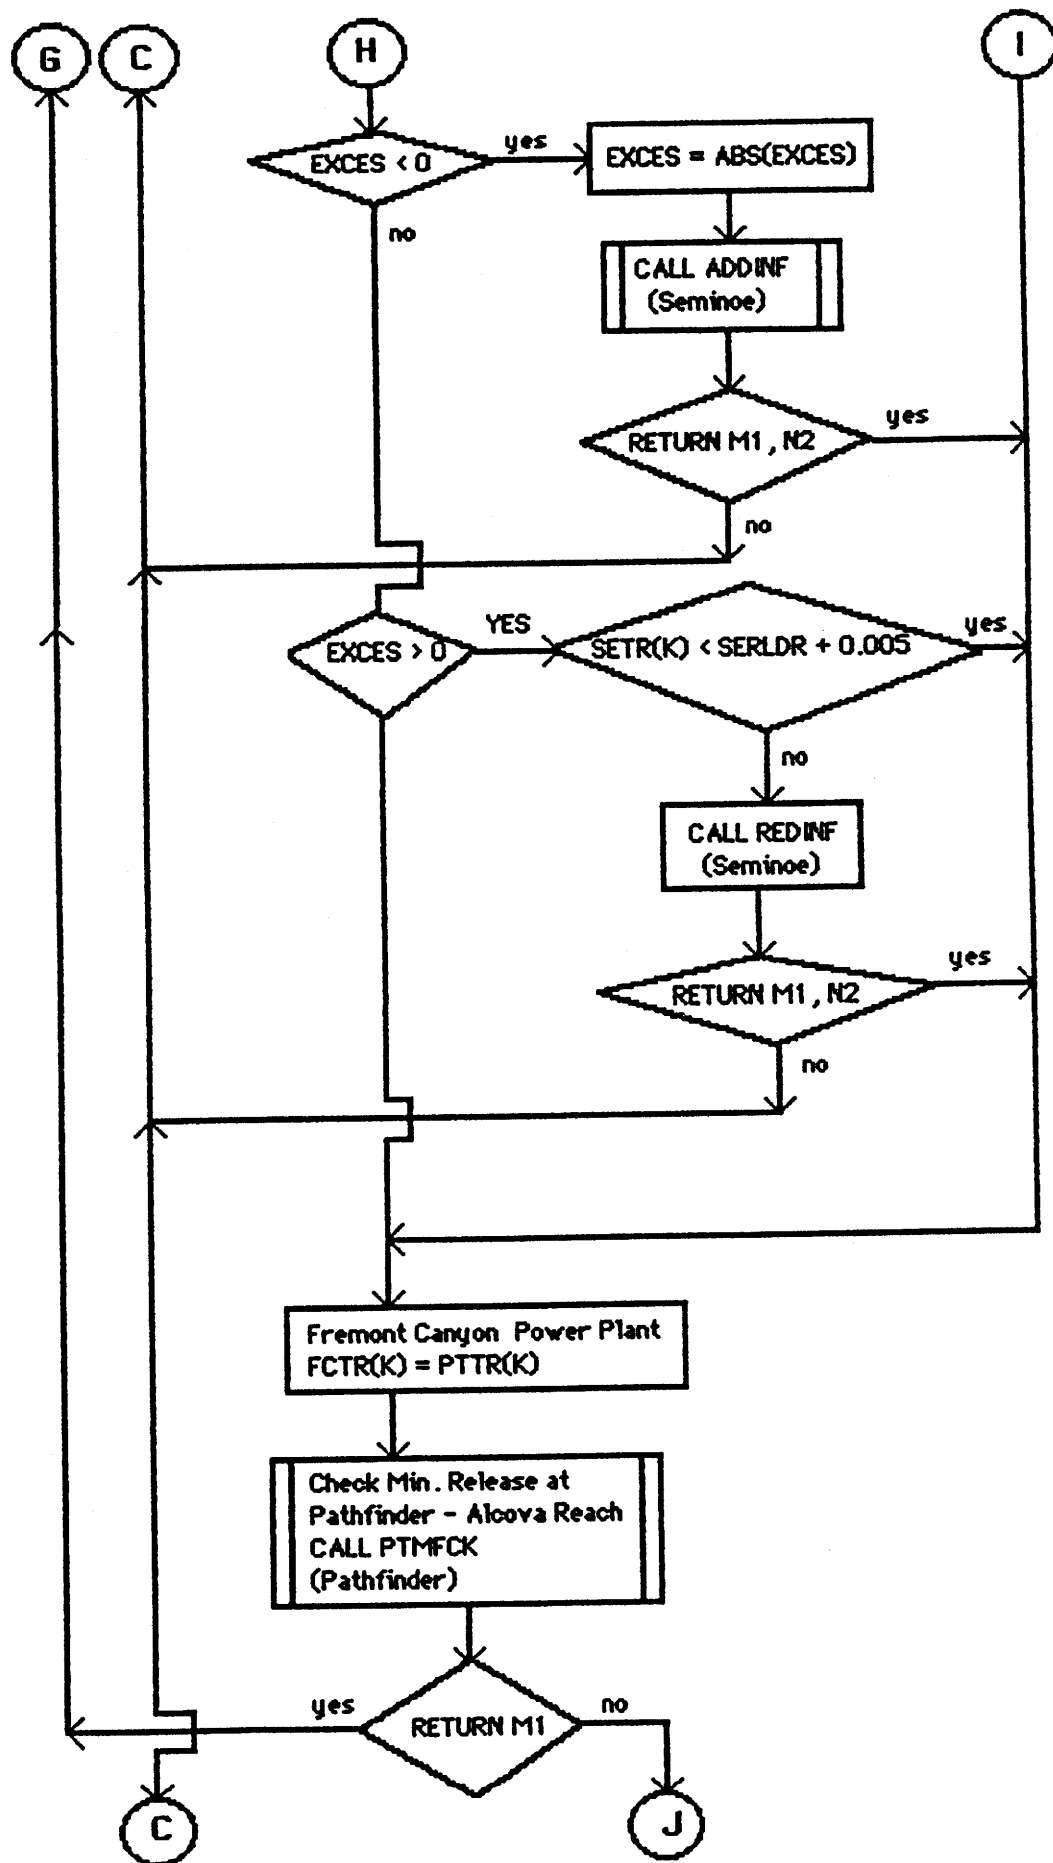 G
C
H
I
EXCES < 0
yes
EXCES = ABS(EXCES)
no
CALL ADDINF
(Seminoe)
RETURN M1, N2
yes
no
EXCES > 0
YES
SETR(K) < SERLDR + 0.005
yes
no
CALL REDINF
(Seminoe)
RETURN M1, N2
yes
no
Fremont Canyon Power Plant
FCTR(K) = PTTR(K)
Check Min. Release at
Pathfinder - Alcova Reach
CALL PTMFCK
(Pathfinder)
yes
RETURN M1
no
C
J